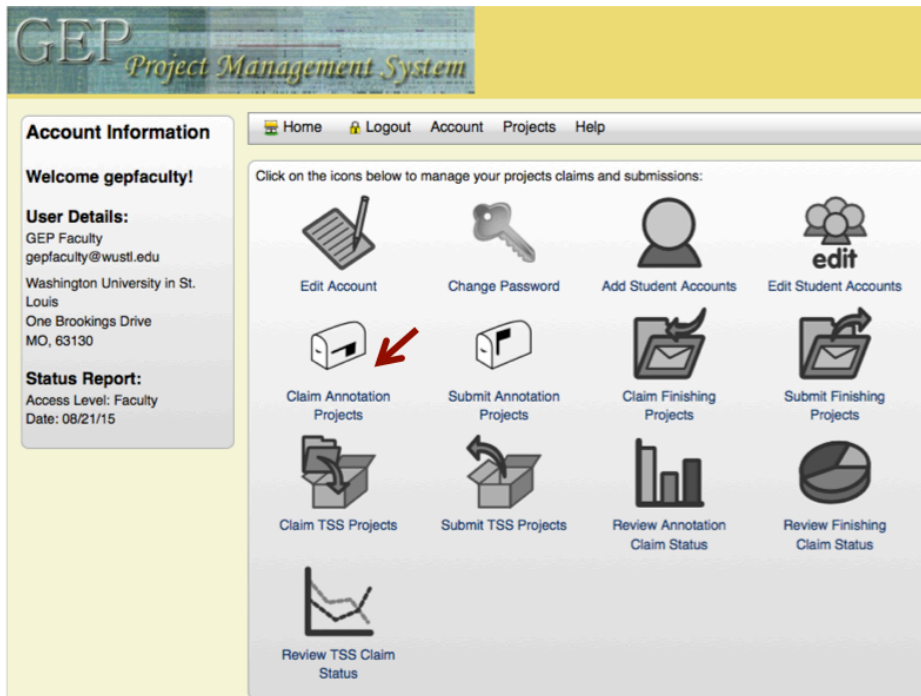 GEP
Project Management System
Account Information
Welcome gepfaculty!
User Details:
GEP Faculty
gepfaculty@wustl.edu
Washington University in St.
Louis
One Brookings Drive
MO, 63130
Status Report:
Access Level: Faculty
Date: 08/21/15
Home Logout Account Projects Help
Click on the icons below to manage your projects claims and submissions:
edit
Edit Account Change Password Add Student Accounts Edit Student Accounts
Claim Annotation
Projects
Submit Annotation
Projects
Claim Finishing
Projects
Submit Finishing
Projects
Claim TSS Projects
Submit TSS Projects
Review Annotation
Claim Status
Review Finishing
Claim Status
Review TSS Claim
Status